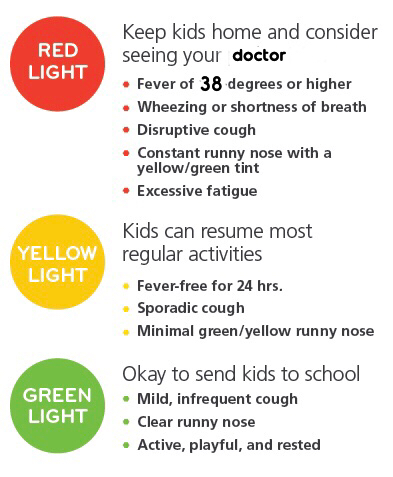 RED
LIGHT
Keep kids home and consider
seeing your doctor
Fever of 38 degrees or higher
Wheezing or shortness of breath
Disruptive cough
Constant runny nose with a
yellow/green tint
Excessive fatigue
YELLOW
LIGHT
Kids can resume most
regular activities
Fever-free for 24 hrs.
Sporadic cough
Minimal green/yellow runny nose
GREEN
LIGHT
Okay to send kids to school
Mild, infrequent cough
Clear runny nose
Active, playful, and rested